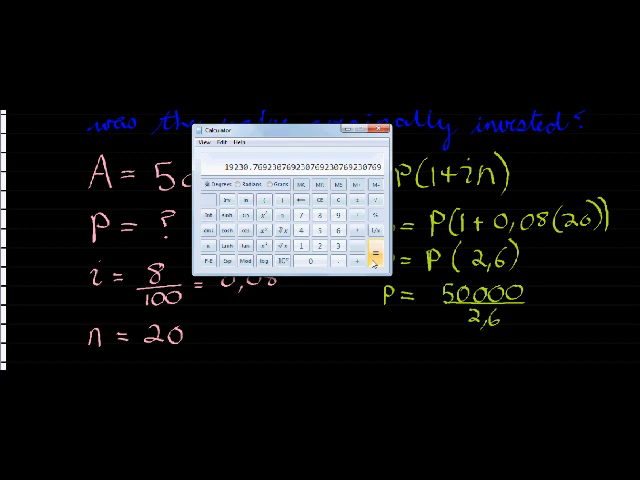 was the originally invested?
A = 50
P = ?
i = 8/100 = 0,08
n = 20
P(1+in)
= P(1+0,08(20))
= P(2,6)
P = 50000/2,6
Calculator
View Edit Help
19230.769230769230769230769230769
Degrees Radians Grads MC MR MS M+ M-
Inv ln ( ) CE C ± √
Int sinh sin x² n! 7 8 9 / %
dms cosh cos 4 5 6 * 1/x
π tanh tan x³ 1 2 3 - =
F-E Exp Mod log 10ˣ 0 . +